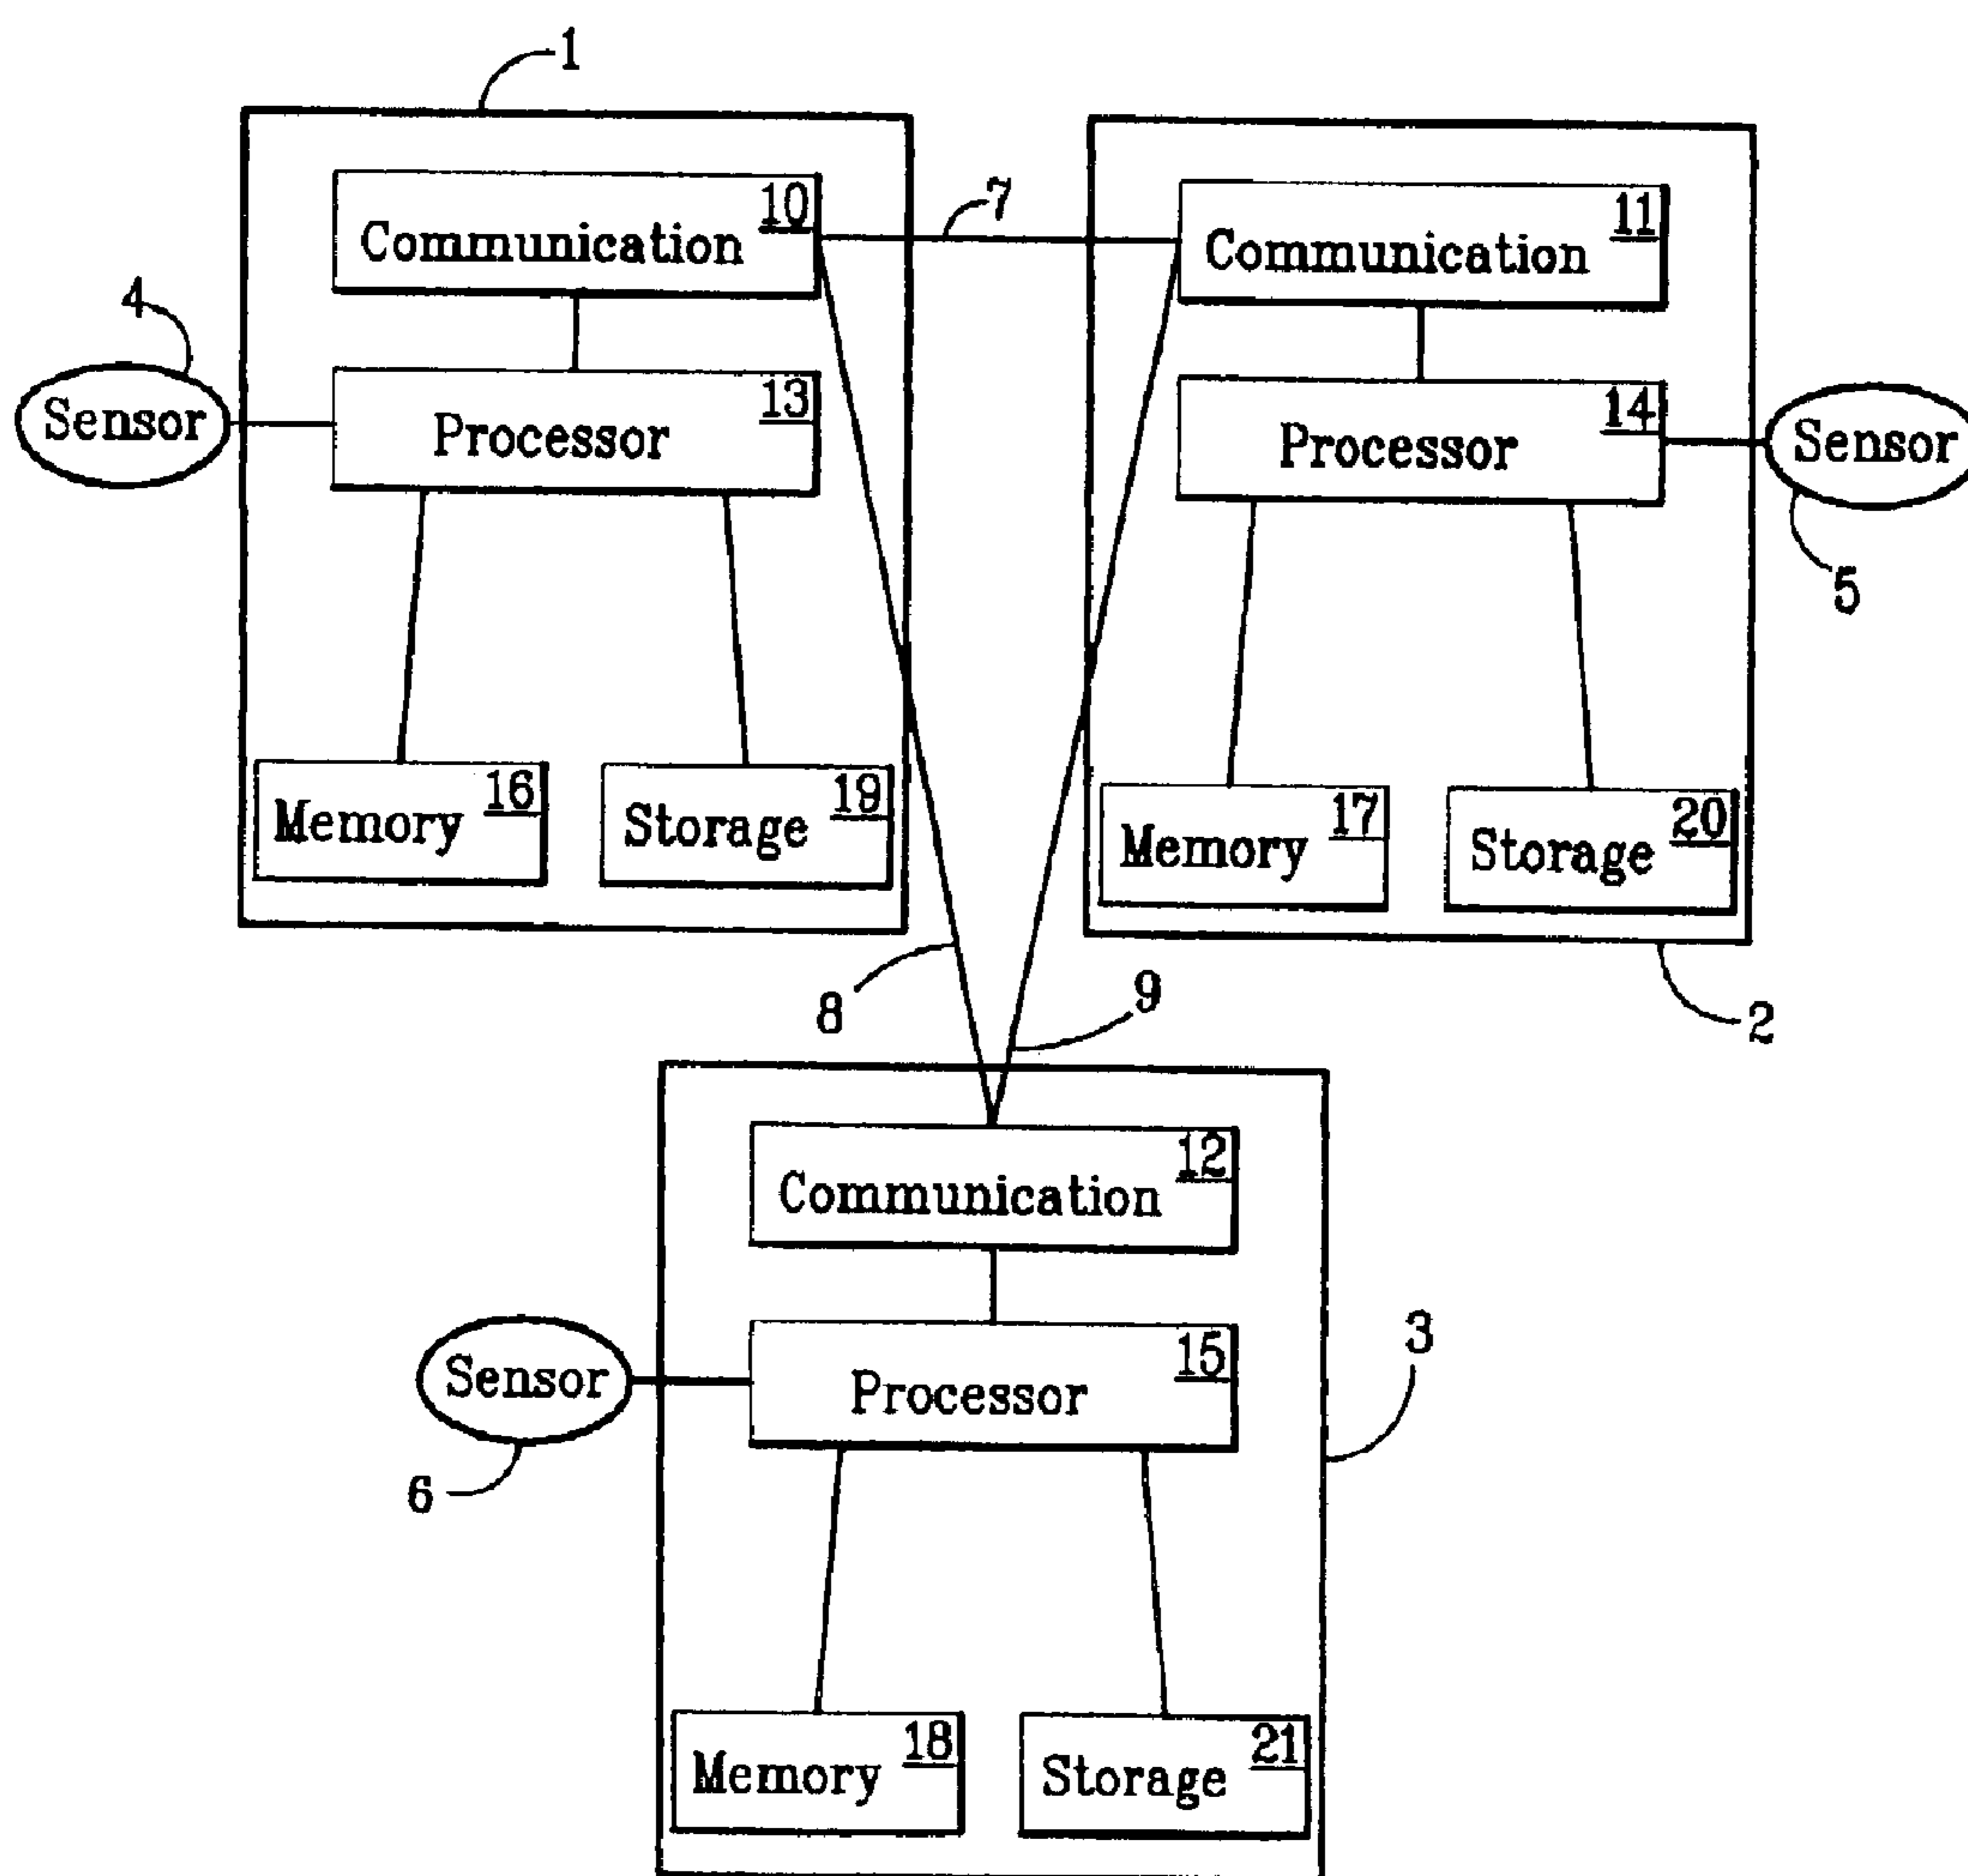 1
10
Communication
7
11
Communication
4
Sensor
13
Processor
14
Processor
Sensor
5
16
Memory
19
Storage
17
Memory
20
Storage
8
9
2
12
Communication
3
Sensor
15
Processor
6
18
Memory
21
Storage